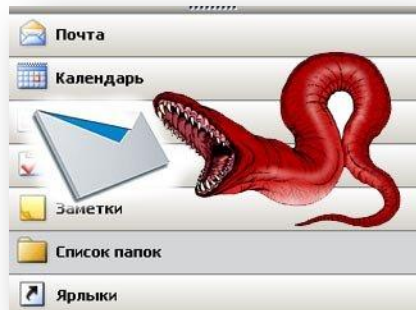 Почта
Календарь
Заметки
Список папок
Ярлыки